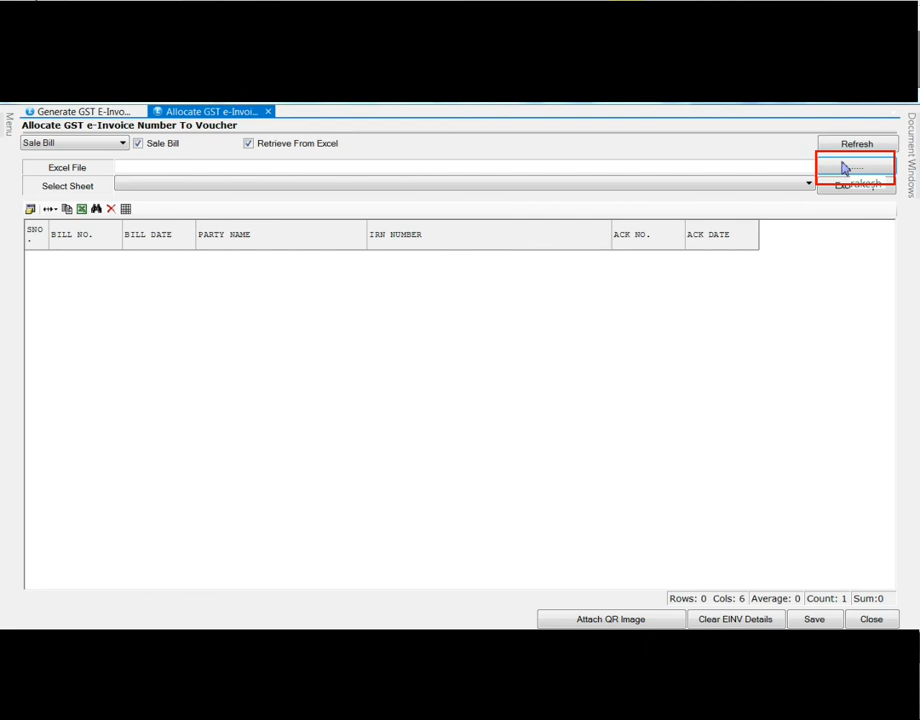 Generate GST E-Invo...
Allocate GST e-Invoi...
Menu
Document Windows
Allocate GST e-Invoice Number To Voucher
Sale Bill
Sale Bill
Retrieve From Excel
Refresh
Excel File
......
Select Sheet
rakesh
SNO.
BILL NO.
BILL DATE
PARTY NAME
IRN NUMBER
ACK NO.
ACK DATE
Rows: 0 Cols: 6 Average: 0 Count: 1 Sum:0
Attach QR Image
Clear EINV Details
Save
Close